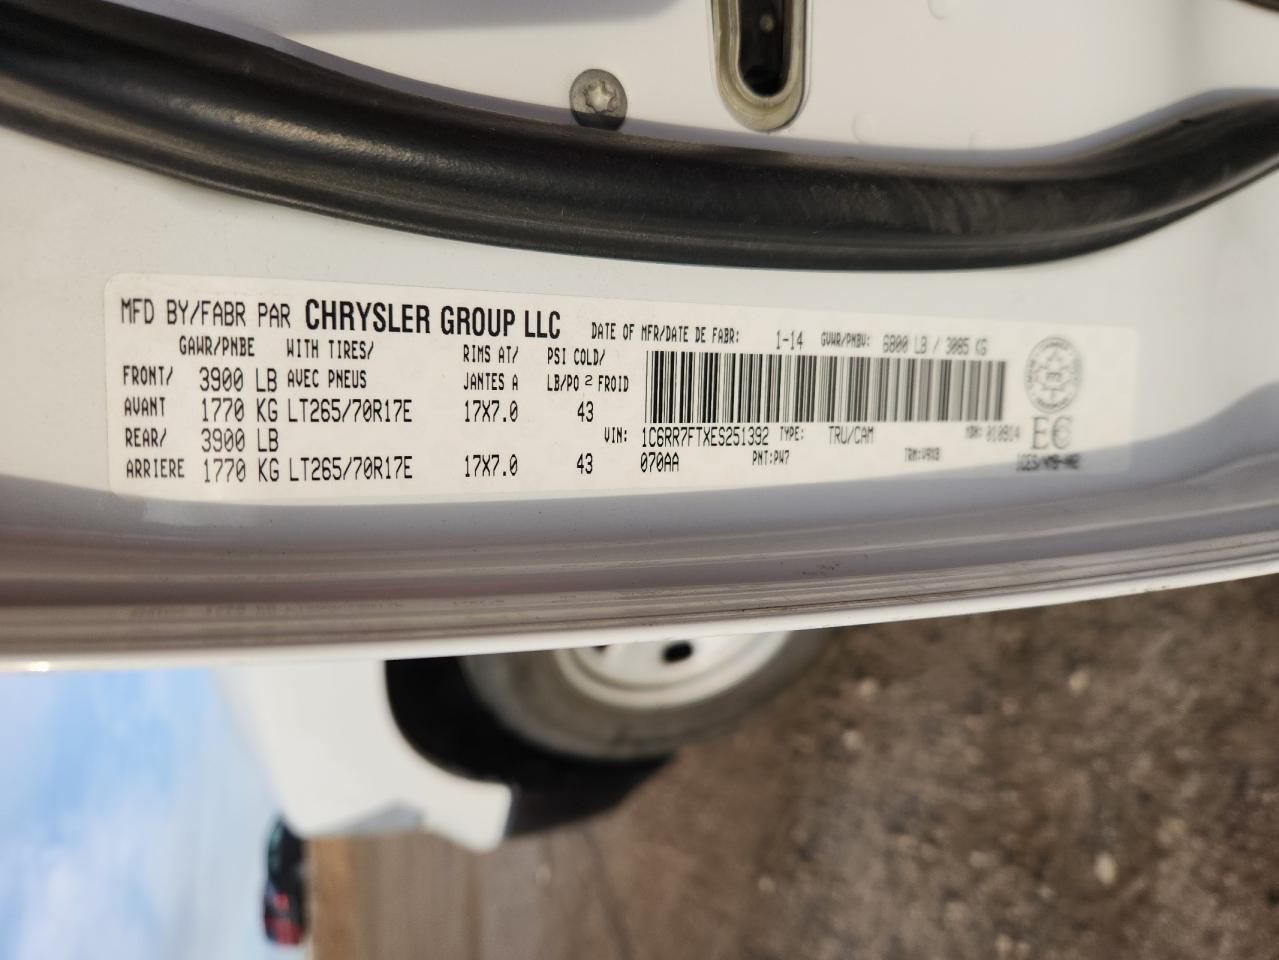 MFD BY/FABR PAR CHRYSLER GROUP LLC DATE OF MFR/DATE DE FABR: 1-14 GVWR/PNBV: 6800 LB / 3085 KG
GAWR/PNBE WITH TIRES/ RIMS AT/ PSI COLD/
FRONT/ 3900 LB AVEC PNEUS JANTES A LB/PO 2 FROID
AVANT 1770 KG LT265/70R17E 17X7.0 43
REAR/ 3900 LB VIN: 1C6RR7FTXES251392 TYPE: TRU/CAM MDH: 010914 EC
ARRIERE 1770 KG LT265/70R17E 17X7.0 43 070AA PNT:PW7